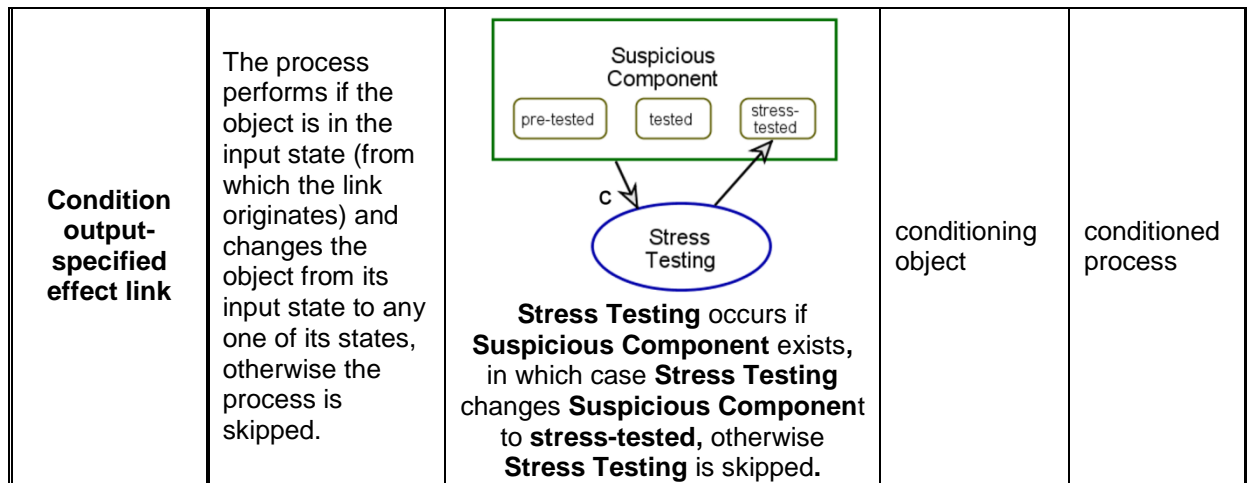 Condition
output-
specified
effect link
The process
performs if the
object is in the
input state (from
which the link
originates) and
changes the
object from its
input state to any
one of its states,
otherwise the
process is
skipped.
Suspicious
Component
pre-tested
tested
stress-
tested
c
Stress
Testing
Stress Testing occurs if
Suspicious Component exists,
in which case Stress Testing
changes Suspicious Component
to stress-tested, otherwise
Stress Testing is skipped.
conditioning
object
conditioned
process